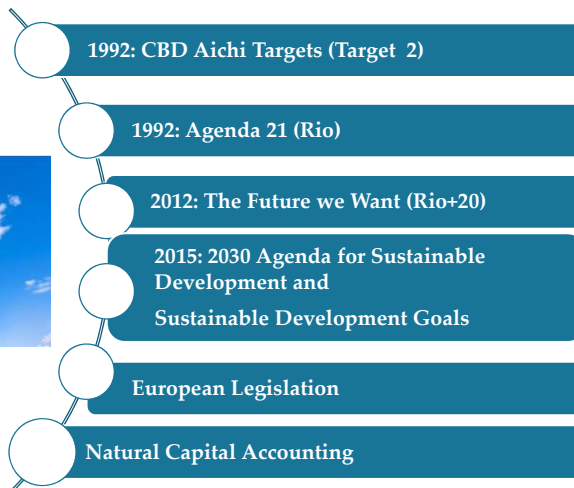 1992: CBD Aichi Targets (Target 2)
1992: Agenda 21 (Rio)
2012: The Future we Want (Rio+20)
2015: 2030 Agenda for Sustainable
Development and
Sustainable Development Goals
European Legislation
Natural Capital Accounting